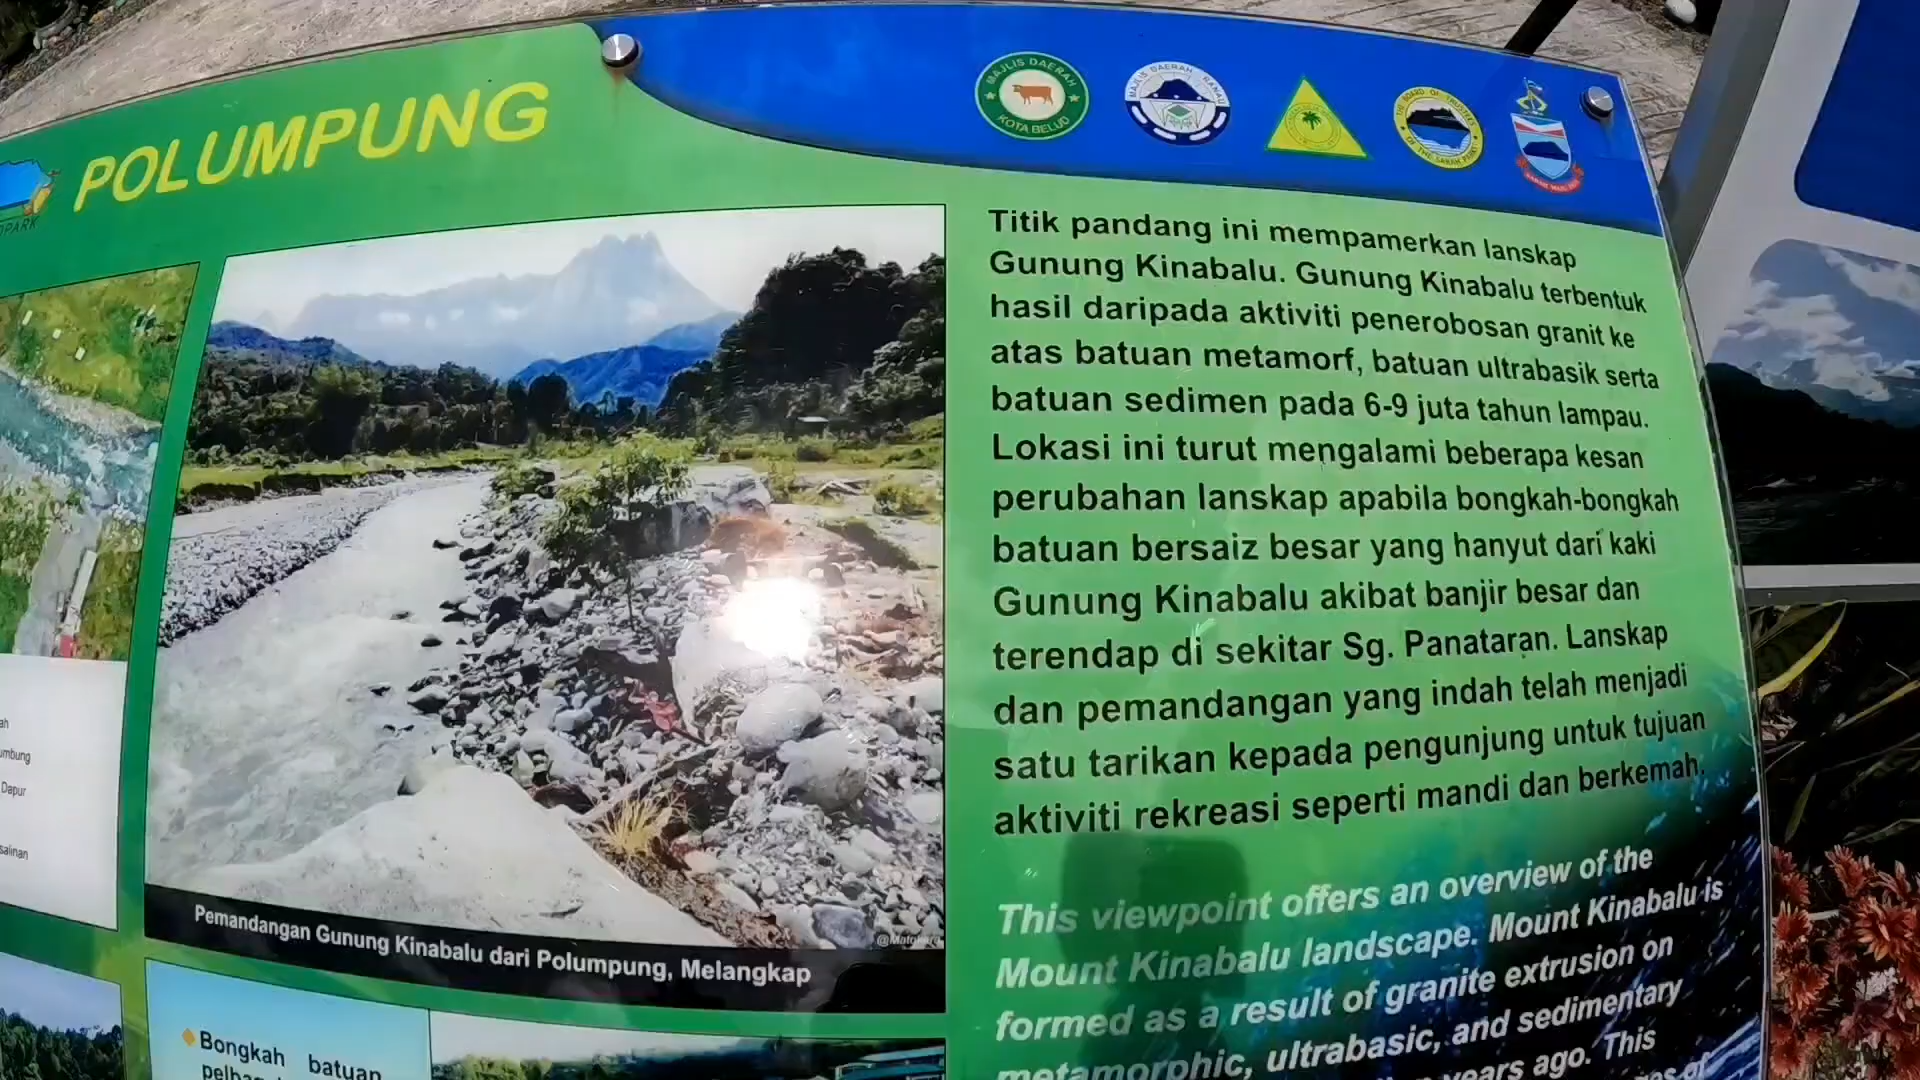 POLUMPUNG
MAJLIS DAERAH
KOTA BELUD
MAJLIS DAERAH RANAU
Titik pandang ini mempamerkan lanskap
Gunung Kinabalu. Gunung Kinabalu terbentuk
hasil daripada aktiviti penerobosan granit ke
atas batuan metamorf, batuan ultrabasik serta
batuan sedimen pada 6-9 juta tahun lampau.
Lokasi ini turut mengalami beberapa kesan
perubahan lanskap apabila bongkah-bongkah
batuan bersaiz besar yang hanyut dari kaki
Gunung Kinabalu akibat banjir besar dan
terendap di sekitar Sg. Panataran. Lanskap
dan pemandangan yang indah telah menjadi
satu tarikan kepada pengunjung untuk tujuan
aktiviti rekreasi seperti mandi dan berkemah.
This viewpoint offers an overview of the
Mount Kinabalu landscape. Mount Kinabalu is
formed as a result of granite extrusion on
metamorphic, ultrabasic, and sedimentary
years ago. This
Pemandangan Gunung Kinabalu dari Polumpung, Melangkap
Bongkah batuan
Dapur